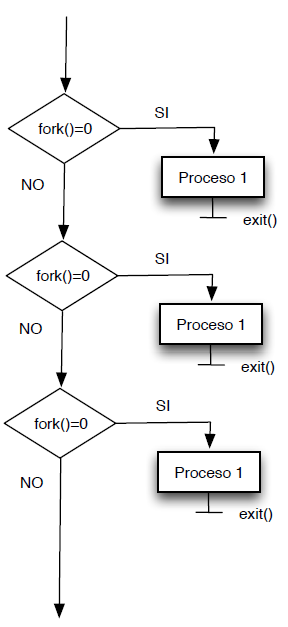 SI
fork()=0
Proceso 1
NO
exit()
SI
fork()=0
Proceso 1
NO
exit()
SI
fork()=0
Proceso 1
NO
exit()